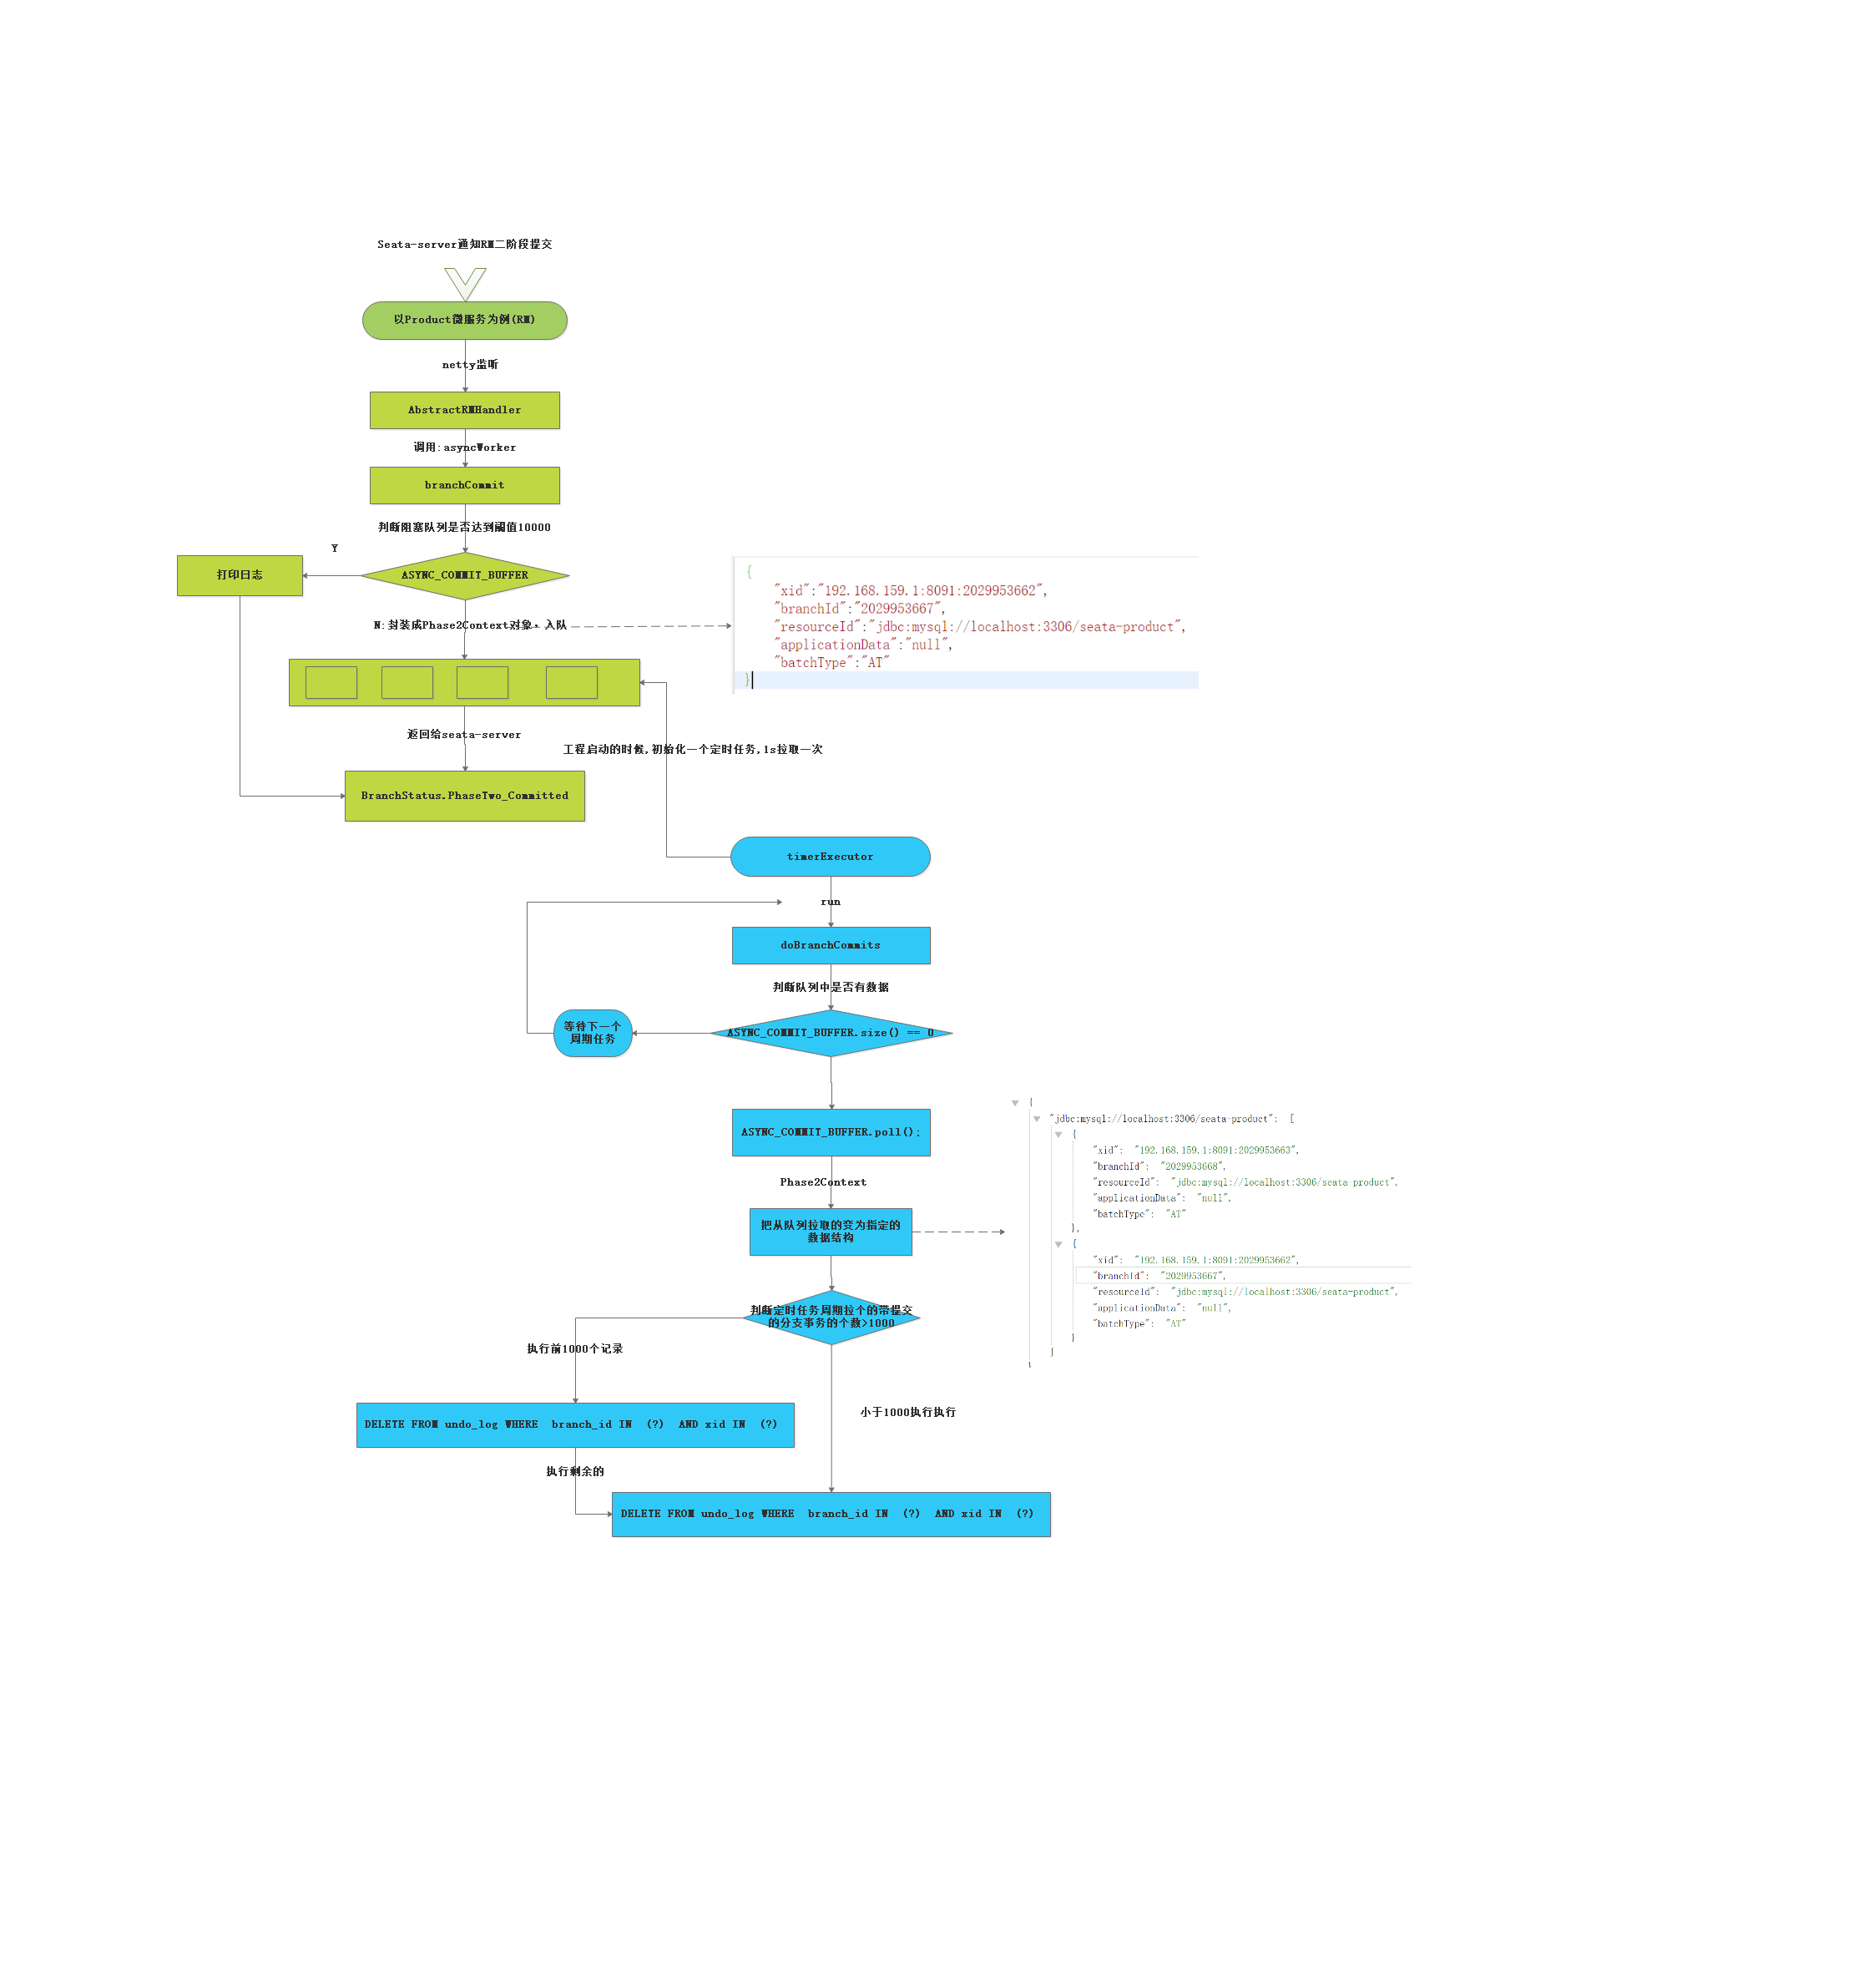 Seata-server通知RM二阶段提交
以Product微服务为例(RM)
netty监听
AbstractRMHandler
调用:asyncWorker
branchCommit
判断阻塞队列是否达到阈值10000
Y
打印日志
ASYNC_COMMIT_BUFFER
N:封装成Phase2Context对象，入队
{
"xid":"192.168.159.1:8091:2029953662",
"branchId":"2029953667",
"resourceId":"jdbc:mysql://localhost:3306/seata-product",
"applicationData":"null",
"batchType":"AT"
}
返回给seata-server
工程启动的时候,初始化一个定时任务,1s拉取一次
BranchStatus.PhaseTwo_Committed
timerExecutor
run
doBranchCommits
判断队列中是否有数据
等待下一个
周期任务
ASYNC_COMMIT_BUFFER.size() == 0
ASYNC_COMMIT_BUFFER.poll();
Phase2Context
把从队列拉取的变为指定的
数据结构
{
"jdbc:mysql://localhost:3306/seata-product": [
{
"xid": "192.168.159.1:8091:2029953663",
"branchId": "2029953668",
"resourceId": "jdbc:mysql://localhost:3306/seata-product",
"applicationData": "null",
"batchType": "AT"
},
{
"xid": "192.168.159.1:8091:2029953662",
"branchId": "2029953667",
"resourceId": "jdbc:mysql://localhost:3306/seata-product",
"applicationData": "null",
"batchType": "AT"
}
]
}
判断定时任务周期拉个的带提交
的分支事务的个数>1000
执行前1000个记录
小于1000执行执行
DELETE FROM undo_log WHERE branch_id IN (?) AND xid IN (?)
执行剩余的
DELETE FROM undo_log WHERE branch_id IN (?) AND xid IN (?)